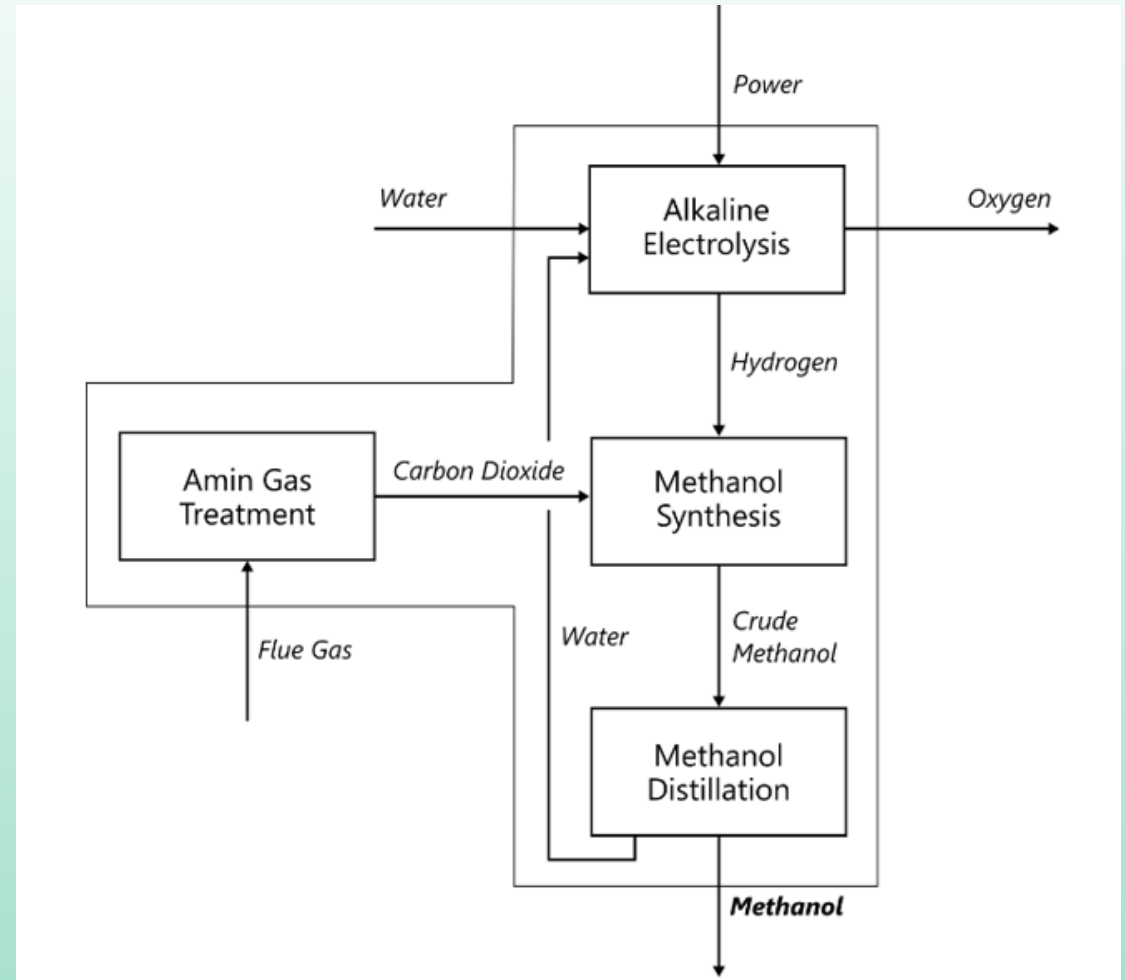 Power
Water
Alkaline
Electrolysis
Oxygen
Hydrogen
Amin Gas
Treatment
Carbon Dioxide
Methanol
Synthesis
Flue Gas
Water
Crude
Methanol
Methanol
Distillation
Methanol